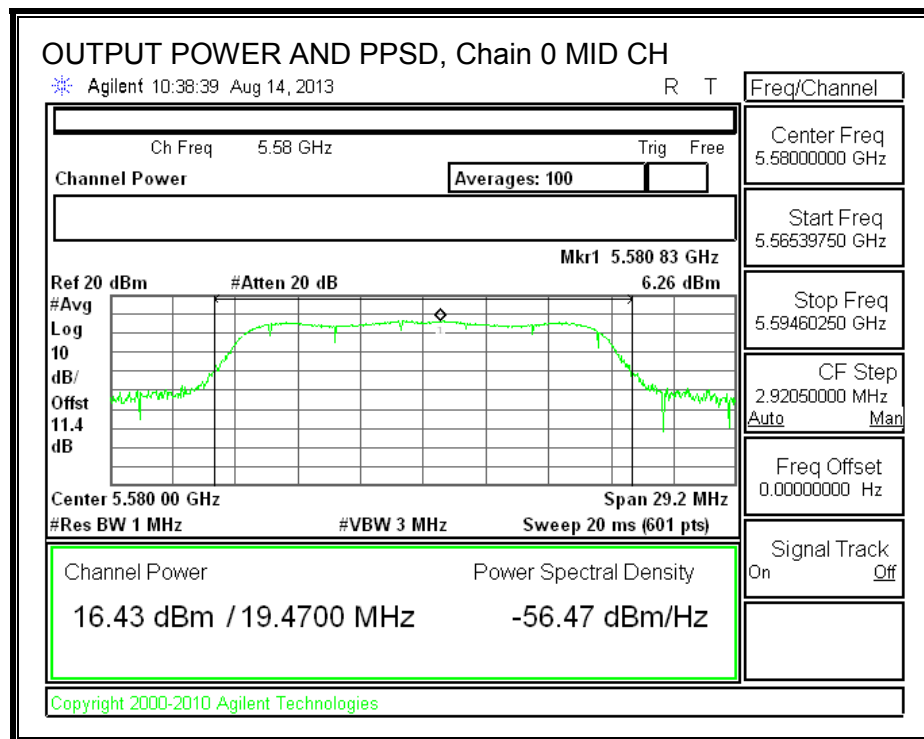 OUTPUT POWER AND PPSD, Chain 0 MID CH
Agilent 10:38:39 Aug 14, 2013 R T
Freq/Channel
Ch Freq 5.58 GHz Trig Free
Channel Power Averages: 100
Center Freq
5.58000000 GHz
Start Freq
5.56539750 GHz
Mkr1 5.580 83 GHz
Ref 20 dBm #Atten 20 dB 6.26 dBm
Stop Freq
5.59460250 GHz
#Avg
Log
10
dB/
Offst
11.4
dB
1
CF Step
2.92050000 MHz
Auto Man
Freq Offset
0.00000000 Hz
Center 5.580 00 GHz Span 29.2 MHz
#Res BW 1 MHz #VBW 3 MHz Sweep 20 ms (601 pts)
Signal Track
On Off
Channel Power Power Spectral Density
16.43 dBm / 19.4700 MHz -56.47 dBm/Hz
Copyright 2000-2010 Agilent Technologies